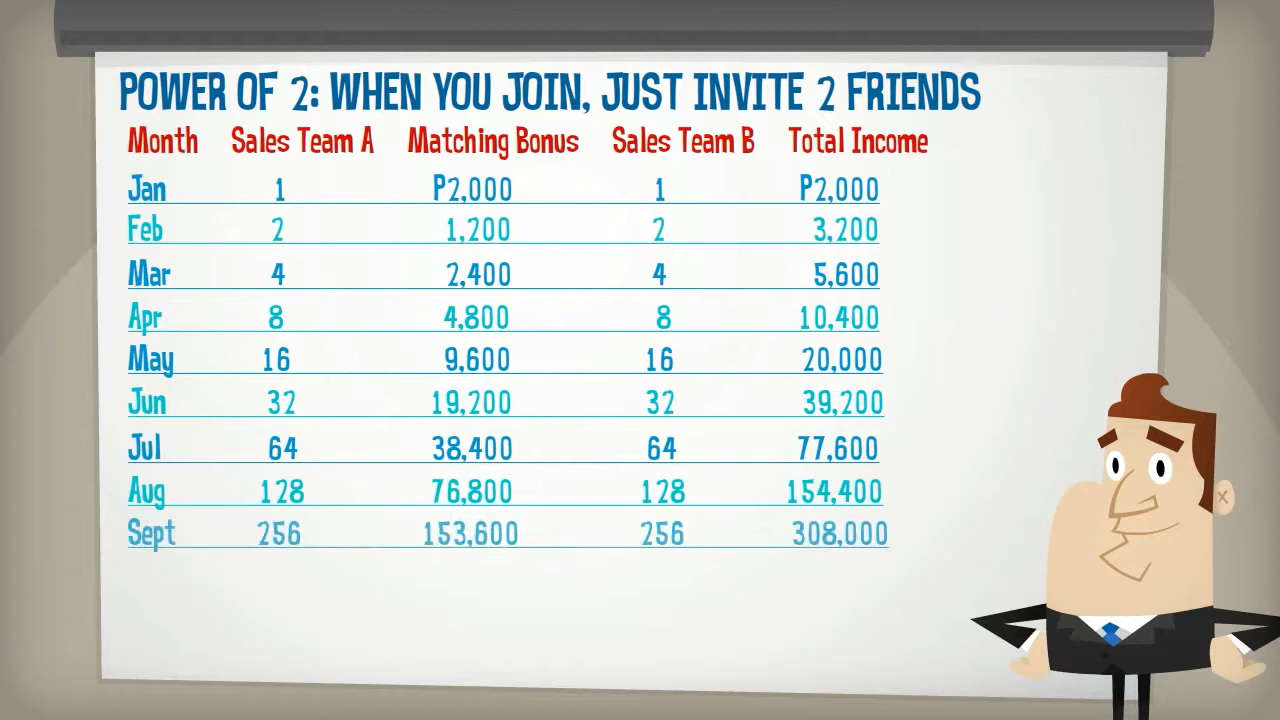 POWER OF 2: WHEN YOU JOIN, JUST INVITE 2 FRIENDS
Month Sales Team A Matching Bonus Sales Team B Total Income
Jan 1 P2,000 1 P2,000
Feb 2 1,200 2 3,200
Mar 4 2,400 4 5,600
Apr 8 4,800 8 10,400
May 16 9,600 16 20,000
Jun 32 19,200 32 39,200
Jul 64 38,400 64 77,600
Aug 128 76,800 128 154,400
Sept 256 153,600 256 308,000